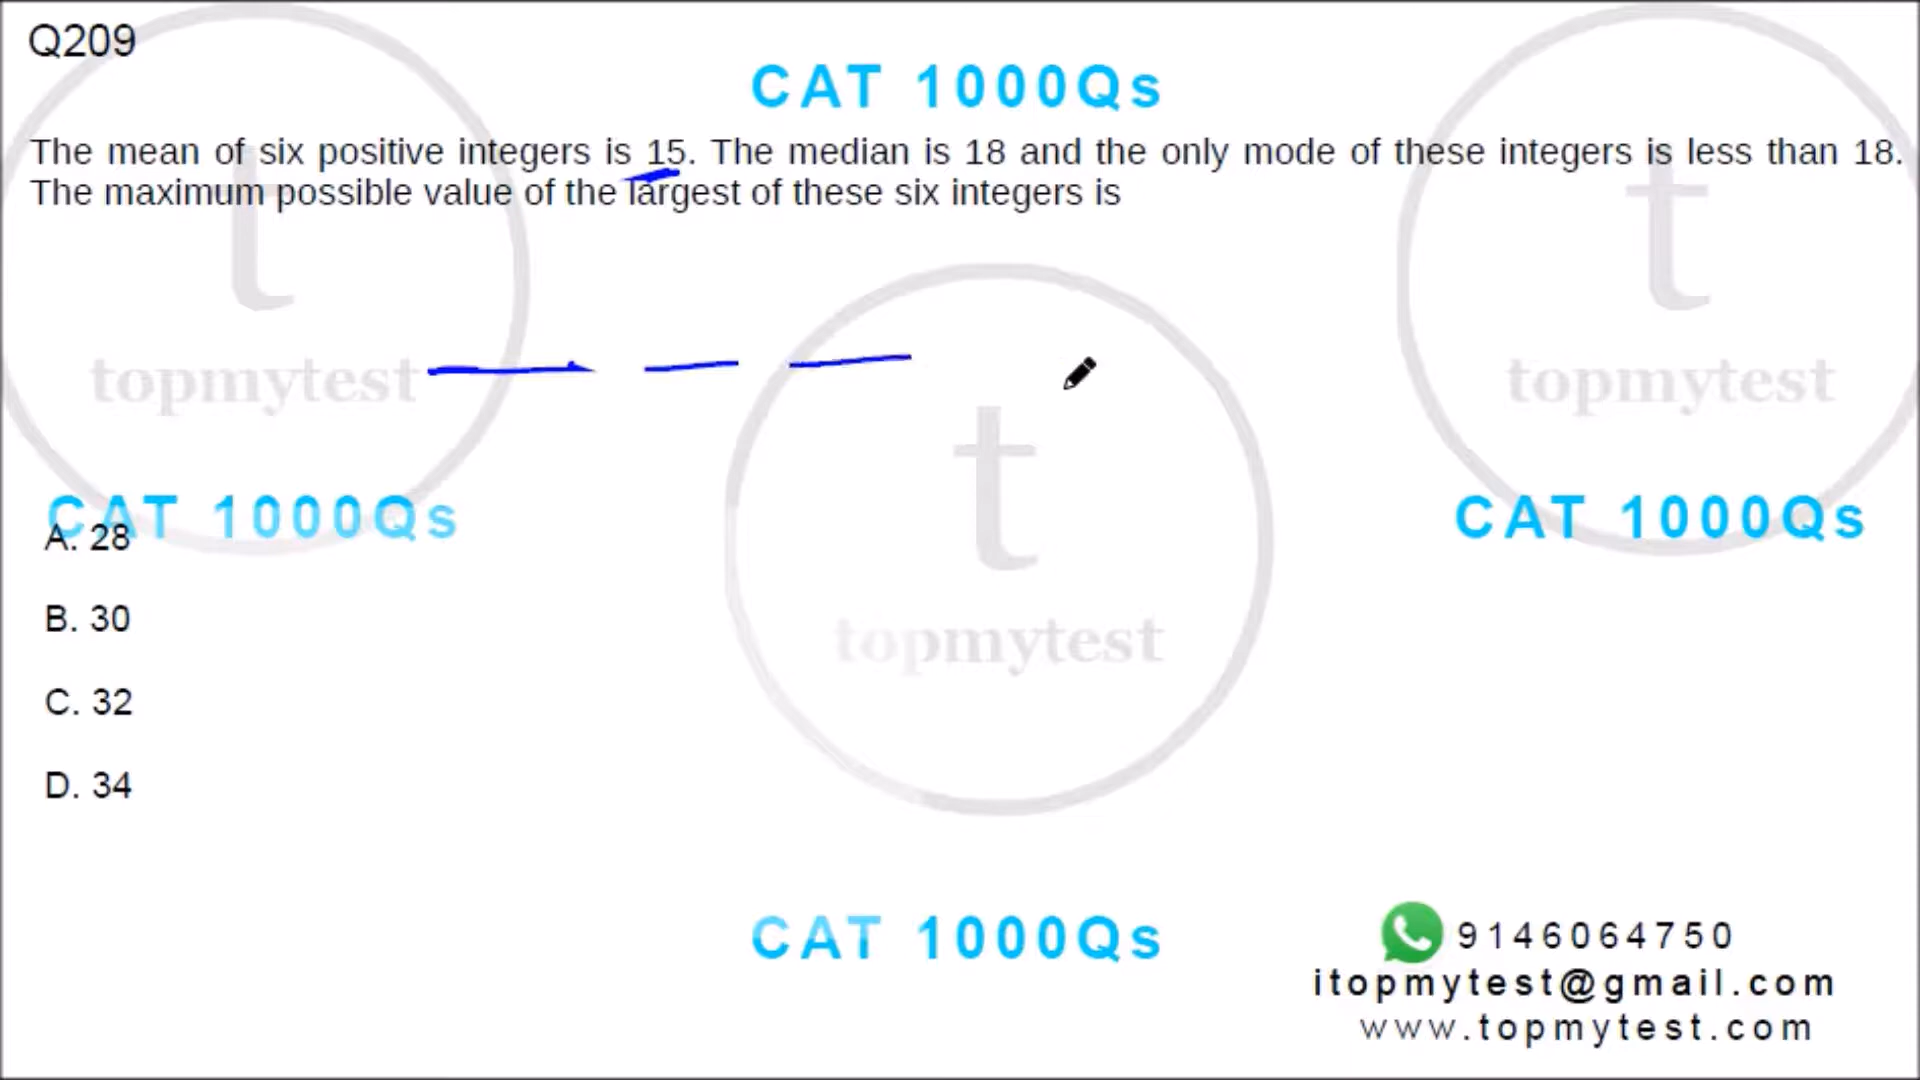 Q209
CAT 1000Qs
The mean of six positive integers is 15. The median is 18 and the only mode of these integers is less than 18.
The maximum possible value of the largest of these six integers is
t
topmytest
t
topmytest
t
topmytest
CAT 1000Qs
CAT 1000Qs
A. 28
B. 30
C. 32
D. 34
CAT 1000Qs
9146064750
itopmytest@gmail.com
www.topmytest.com